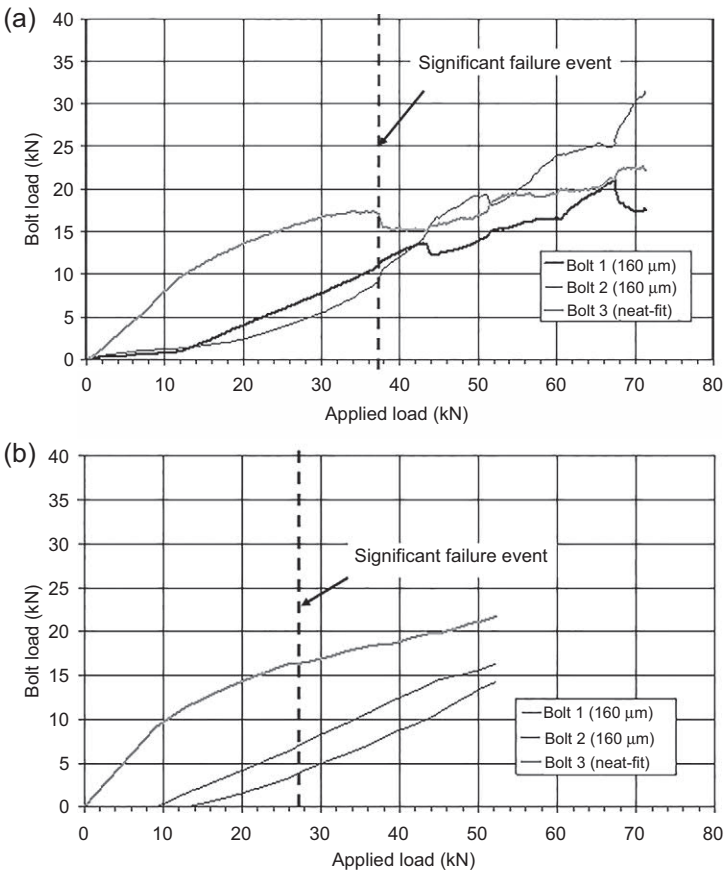 (a)
40
35
30
25
20
15
10
5
0
Bolt load (kN)
Significant failure event
Bolt 1 (160 μm)
Bolt 2 (160 μm)
Bolt 3 (neat-fit)
0 10 20 30 40 50 60 70 80
Applied load (kN)
(b)
40
35
30
25
20
15
10
5
0
Bolt load (kN)
Significant failure event
Bolt 1 (160 μm)
Bolt 2 (160 μm)
Bolt 3 (neat-fit)
0 10 20 30 40 50 60 70 80
Applied load (kN)